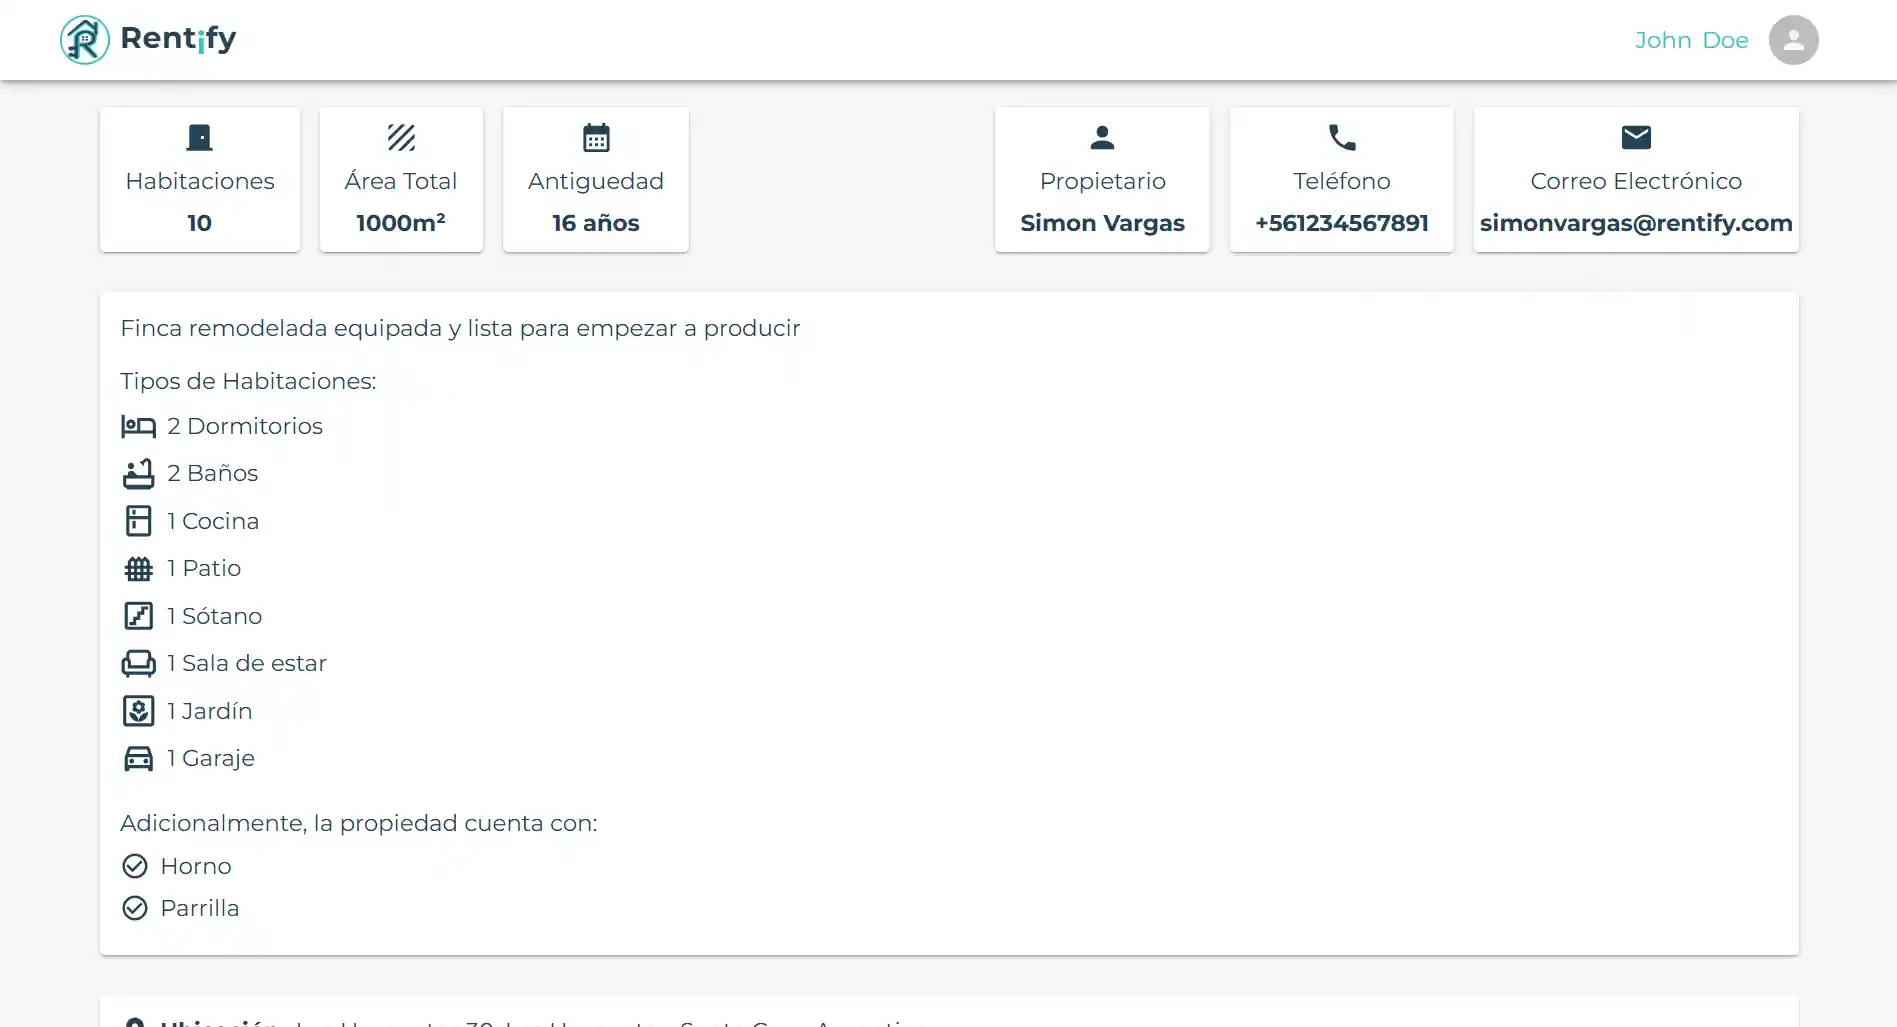 Rentify
John Doe
Habitaciones
10
Área Total
1000m²
Antiguedad
16 años
Propietario
Simon Vargas
Teléfono
+561234567891
Correo Electrónico
simonvargas@rentify.com
Finca remodelada equipada y lista para empezar a producir
Tipos de Habitaciones:
2 Dormitorios
2 Baños
1 Cocina
1 Patio
1 Sótano
1 Sala de estar
1 Jardín
1 Garaje
Adicionalmente, la propiedad cuenta con:
Horno
Parrilla
Ubicación